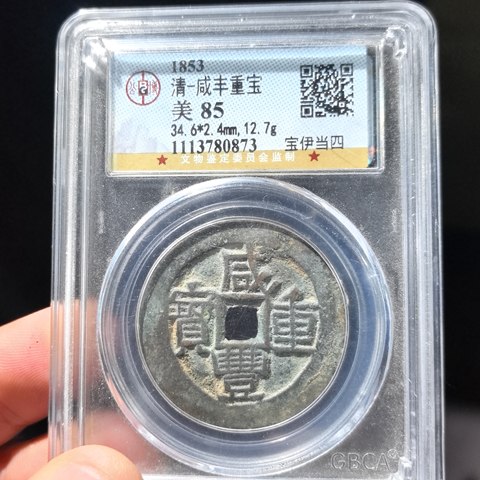 1853
清-咸丰重宝
美 85
34.6*2.4mm,12.7g
1113780873 宝伊当四
★ 文物鉴定委员会监制 ★
咸
寶 重
豐
GBCA